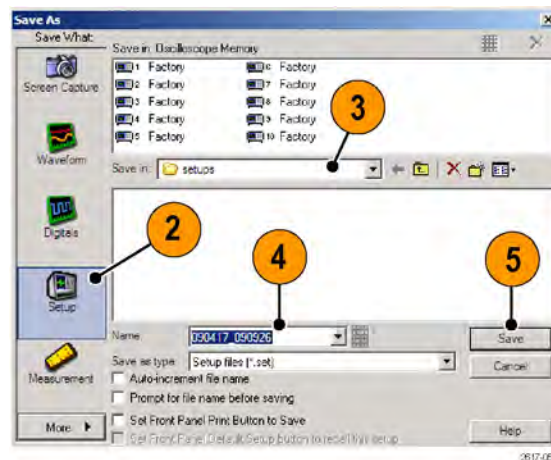 Save As
Save What:
Save in: Oscilloscope Memory
Screen Capture
1 Factory
6 Factory
2 Factory
7 Factory
3 Factory
8 Factory
4 Factory
9 Factory
5 Factory
10 Factory
3
Waveform
Save in: setups
Digitals
2
4
5
Setup
Name
090417_090926
Save
Save as type
Setup files (*.set)
Cancel
Measurement
Auto-increment file name
Prompt for file name before saving
More
Set Front Panel Print Button to Save
Set Front Panel Default Setup button to recall this setup
Help